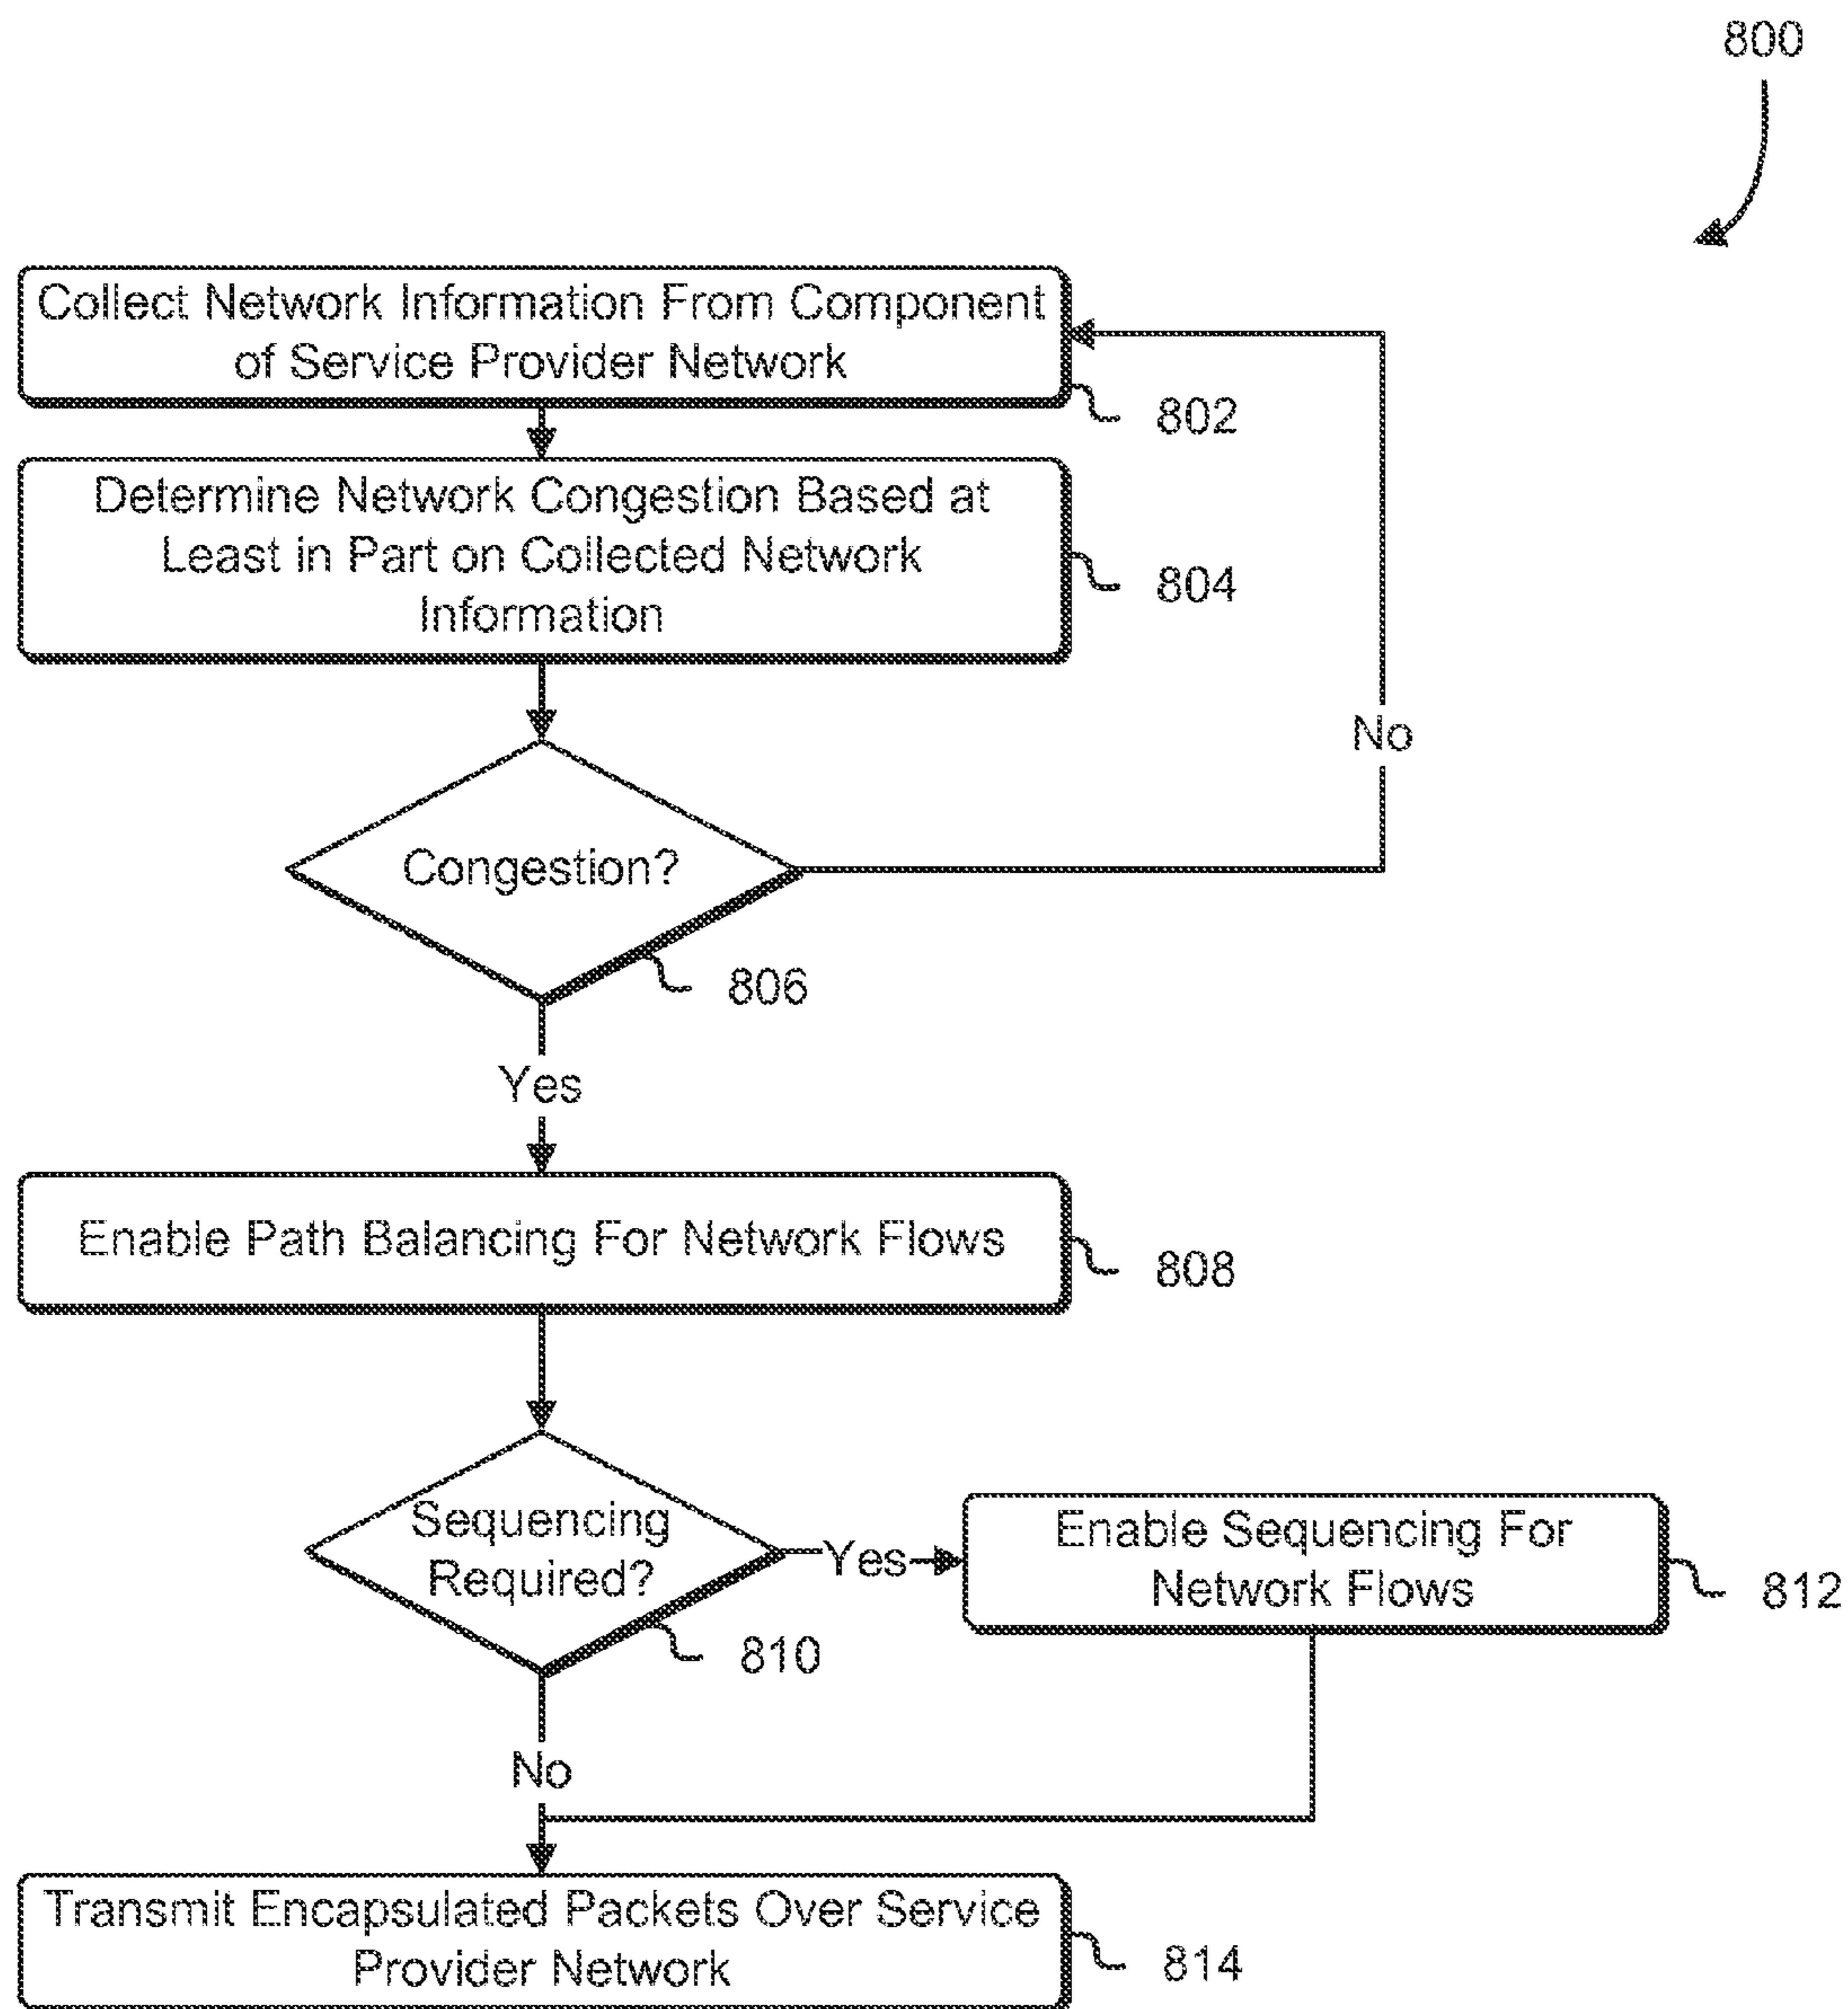 800
Collect Network Information From Component
of Service Provider Network
802
Determine Network Congestion Based at
Least in Part on Collected Network
Information
804
No
Congestion?
806
Yes
Enable Path Balancing For Network Flows
808
Sequencing
Required?
810
Yes
Enable Sequencing For
Network Flows
812
No
Transmit Encapsulated Packets Over Service
Provider Network
814